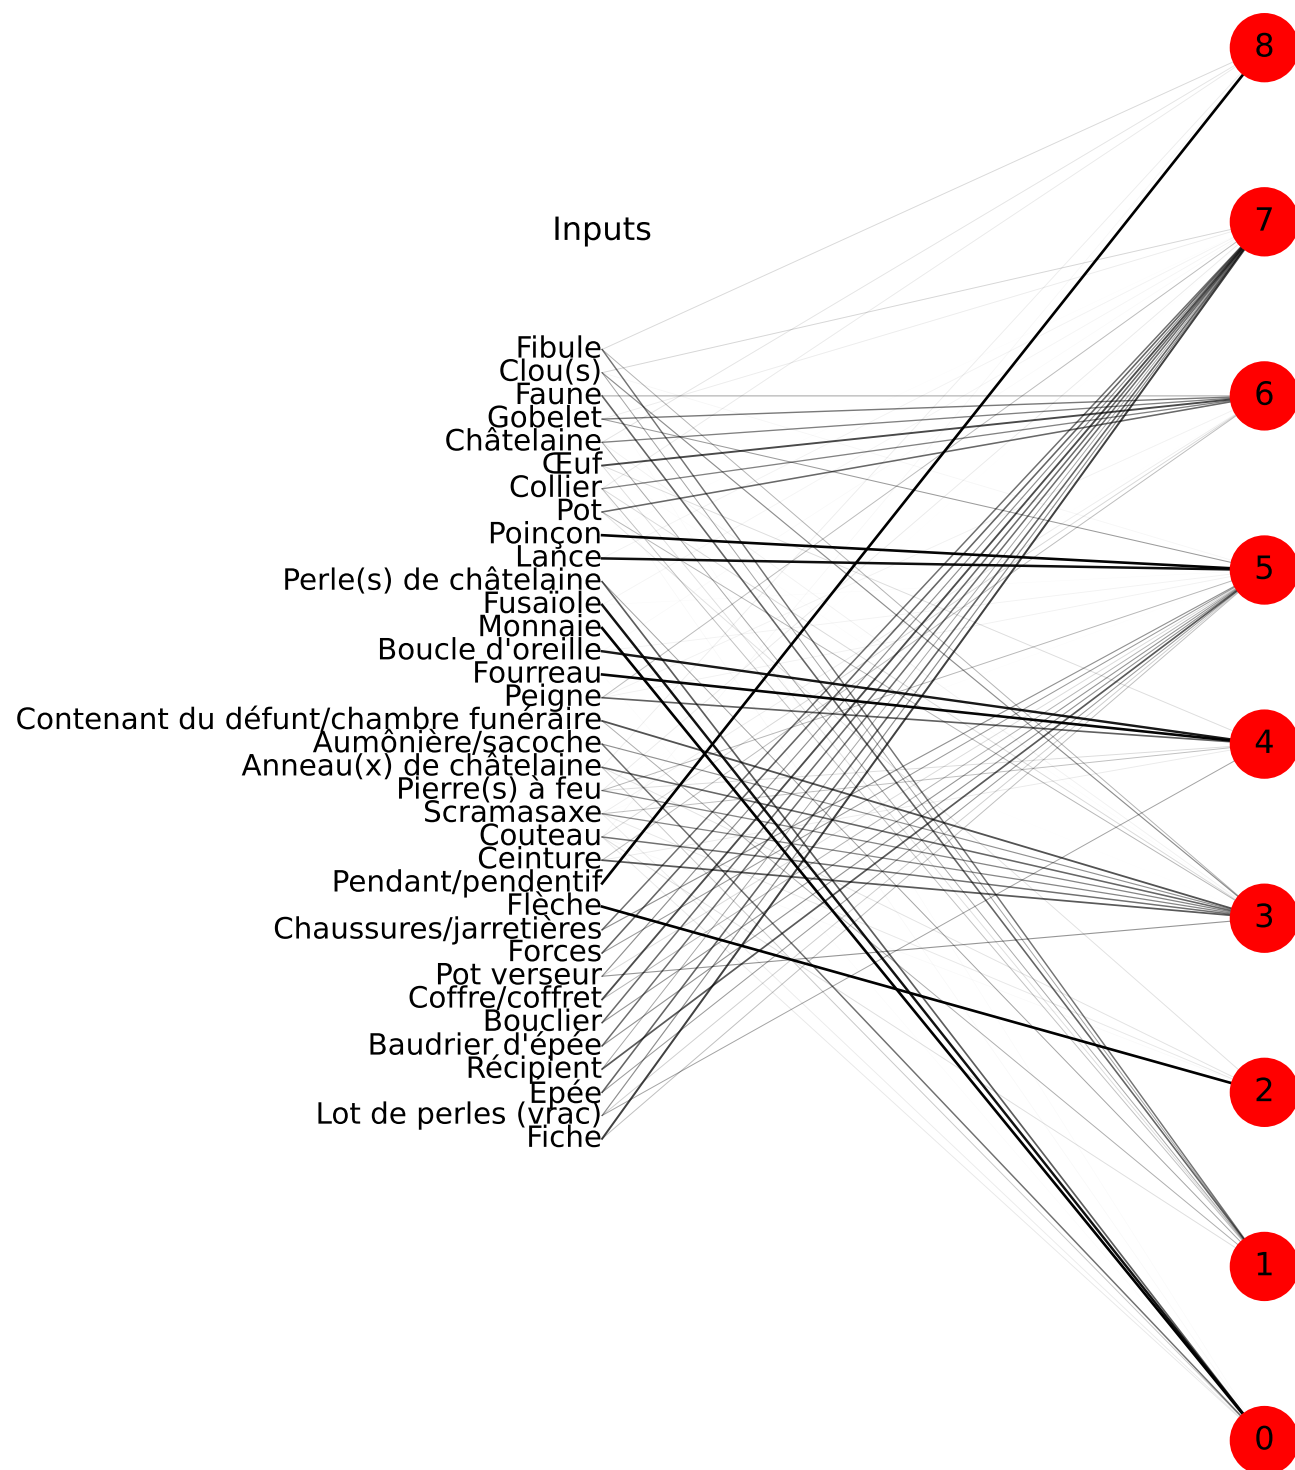 8
7
Inputs
Fibule
Clou(s)
Faune
6
Gobelet
Châtelaine
Œuf
Collier
Pot
Poinçon
Lance
5
Perle(s) de châtelaine
Fusaïole
Monnaie
Boucle d'oreille
Fourreau
Peigne
Contenant du défunt/chambre funéraire
Aumônière/sacoche
4
Anneau(x) de châtelaine
Pierre(s) à feu
Scramasaxe
Couteau
Ceinture
Pendant/pendentif
Flèche
3
Chaussures/jarretières
Forces
Pot verseur
Coffre/coffret
Bouclier
Baudrier d'épée
Récipient
Epée
2
Lot de perles (vrac)
Fiche
1
0